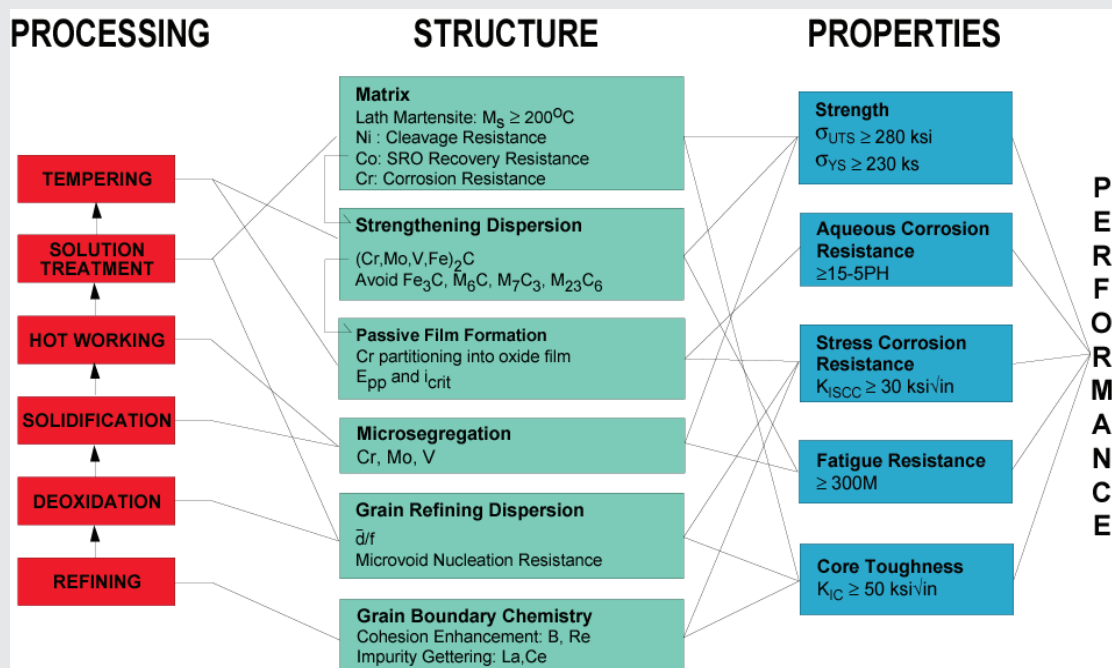 PROCESSING
STRUCTURE
PROPERTIES
TEMPERING
SOLUTION
TREATMENT
HOT WORKING
SOLIDIFICATION
DEOXIDATION
REFINING
Matrix
Lath Martensite: Mₛ ≥ 200⁰C
Ni : Cleavage Resistance
Co: SRO Recovery Resistance
Cr: Corrosion Resistance
Strengthening Dispersion
(Cr,Mo,V,Fe)₂C
Avoid Fe₃C, M₆C, M₇C₃, M₂₃C₆
Passive Film Formation
Cr partitioning into oxide film
Epp and icrit
Microsegregation
Cr, Mo, V
Grain Refining Dispersion
d̄/f
Microvoid Nucleation Resistance
Grain Boundary Chemistry
Cohesion Enhancement: B, Re
Impurity Gettering: La,Ce
Strength
σUTS ≥ 280 ksi
σYS ≥ 230 ks
Aqueous Corrosion
Resistance
≥15-5PH
Stress Corrosion
Resistance
KISCC ≥ 30 ksi√in
Fatigue Resistance
≥ 300M
Core Toughness
KIC ≥ 50 ksi√in
PERFORMANCE